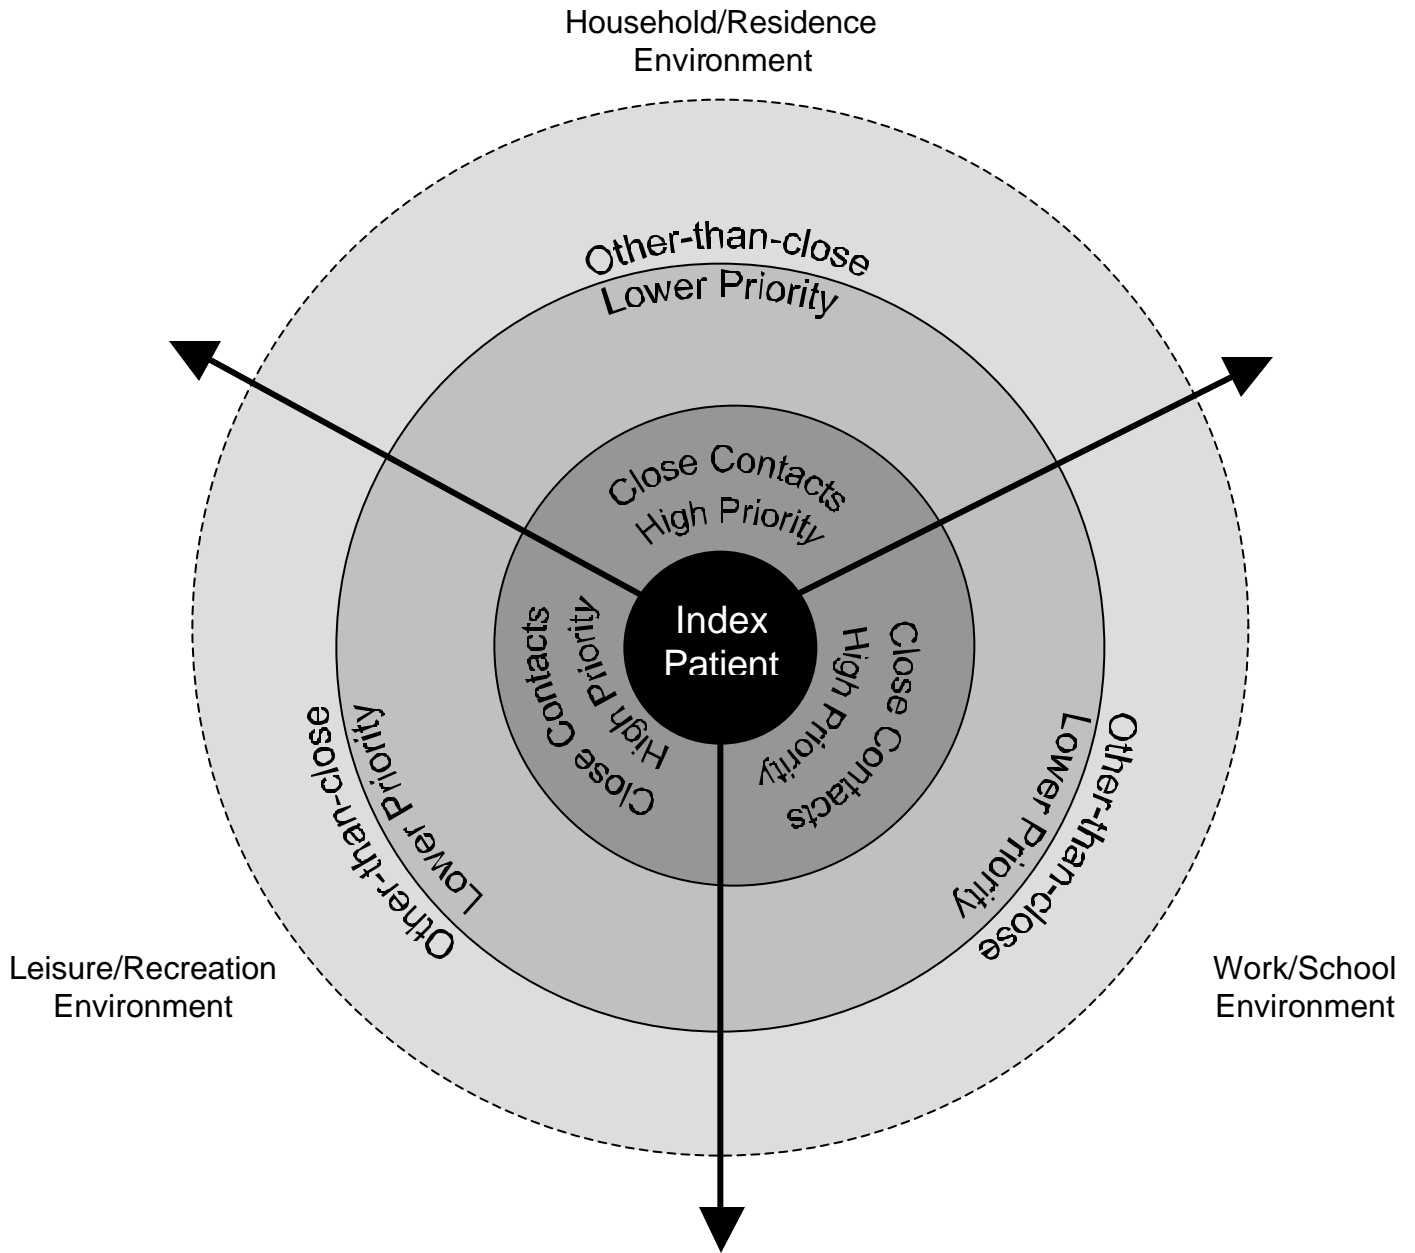 Household/Residence
Environment
Other-than-close
Lower Priority
Close Contacts
High Priority
Index
Patient
Close Contacts
High Priority
Close Contacts
High Priority
Other-than-close
Lower Priority
Other-than-close
Lower Priority
Leisure/Recreation
Environment
Work/School
Environment